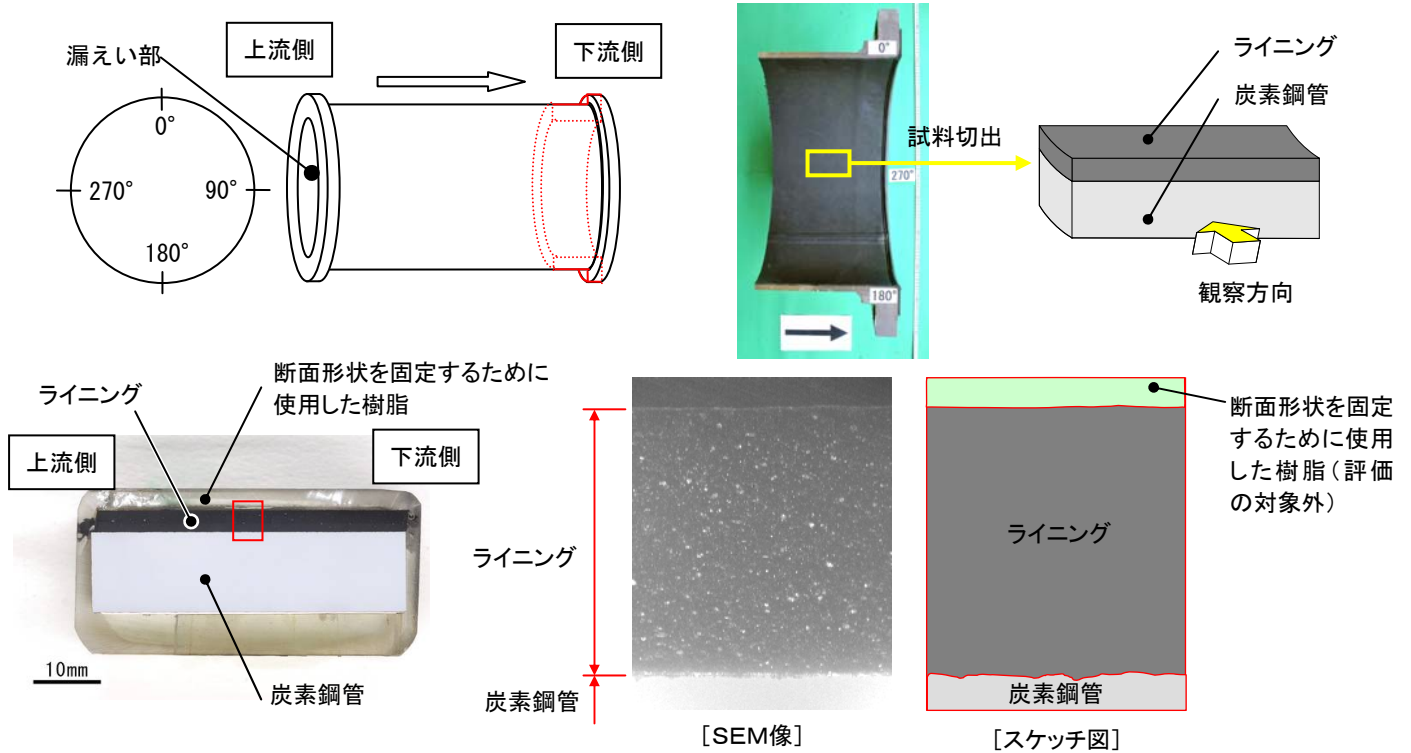 漏えい部
上流側
下流側
0°
270°
90°
180°
0°
270°
180°
試料切出
ライニング
炭素鋼管
観察方向
ライニング
断面形状を固定するために
使用した樹脂
上流側
下流側
10mm
炭素鋼管
ライニング
炭素鋼管
[SEM像]
ライニング
炭素鋼管
[スケッチ図]
断面形状を固定
するために使用
した樹脂(評価
の対象外)